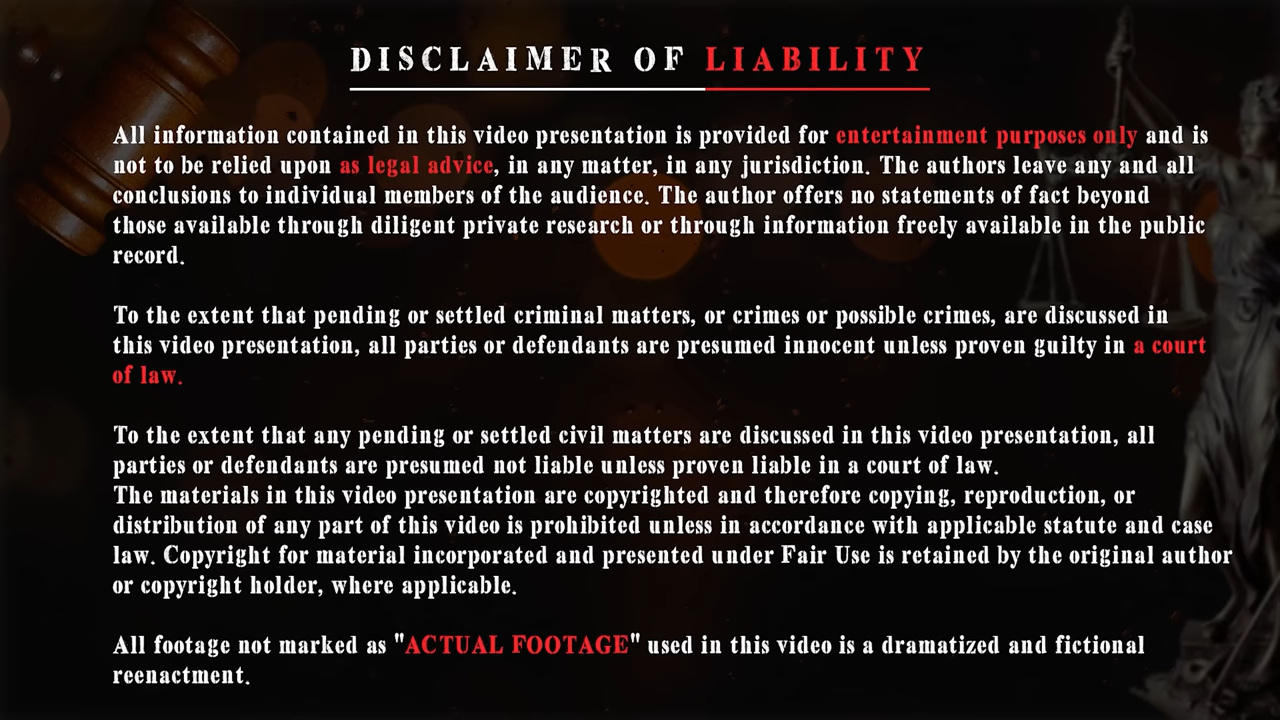 DISCLAIMER OF LIABILITY
All information contained in this video presentation is provided for entertainment purposes only and is
not to be relied upon as legal advice, in any matter, in any jurisdiction. The authors leave any and all
conclusions to individual members of the audience. The author offers no statements of fact beyond
those available through diligent private research or through information freely available in the public
record.
To the extent that pending or settled criminal matters, or crimes or possible crimes, are discussed in
this video presentation, all parties or defendants are presumed innocent unless proven guilty in a court
of law.
To the extent that any pending or settled civil matters are discussed in this video presentation, all
parties or defendants are presumed not liable unless proven liable in a court of law.
The materials in this video presentation are copyrighted and therefore copying, reproduction, or
distribution of any part of this video is prohibited unless in accordance with applicable statute and case
law. Copyright for material incorporated and presented under Fair Use is retained by the original author
or copyright holder, where applicable.
All footage not marked as "ACTUAL FOOTAGE" used in this video is a dramatized and fictional
reenactment.